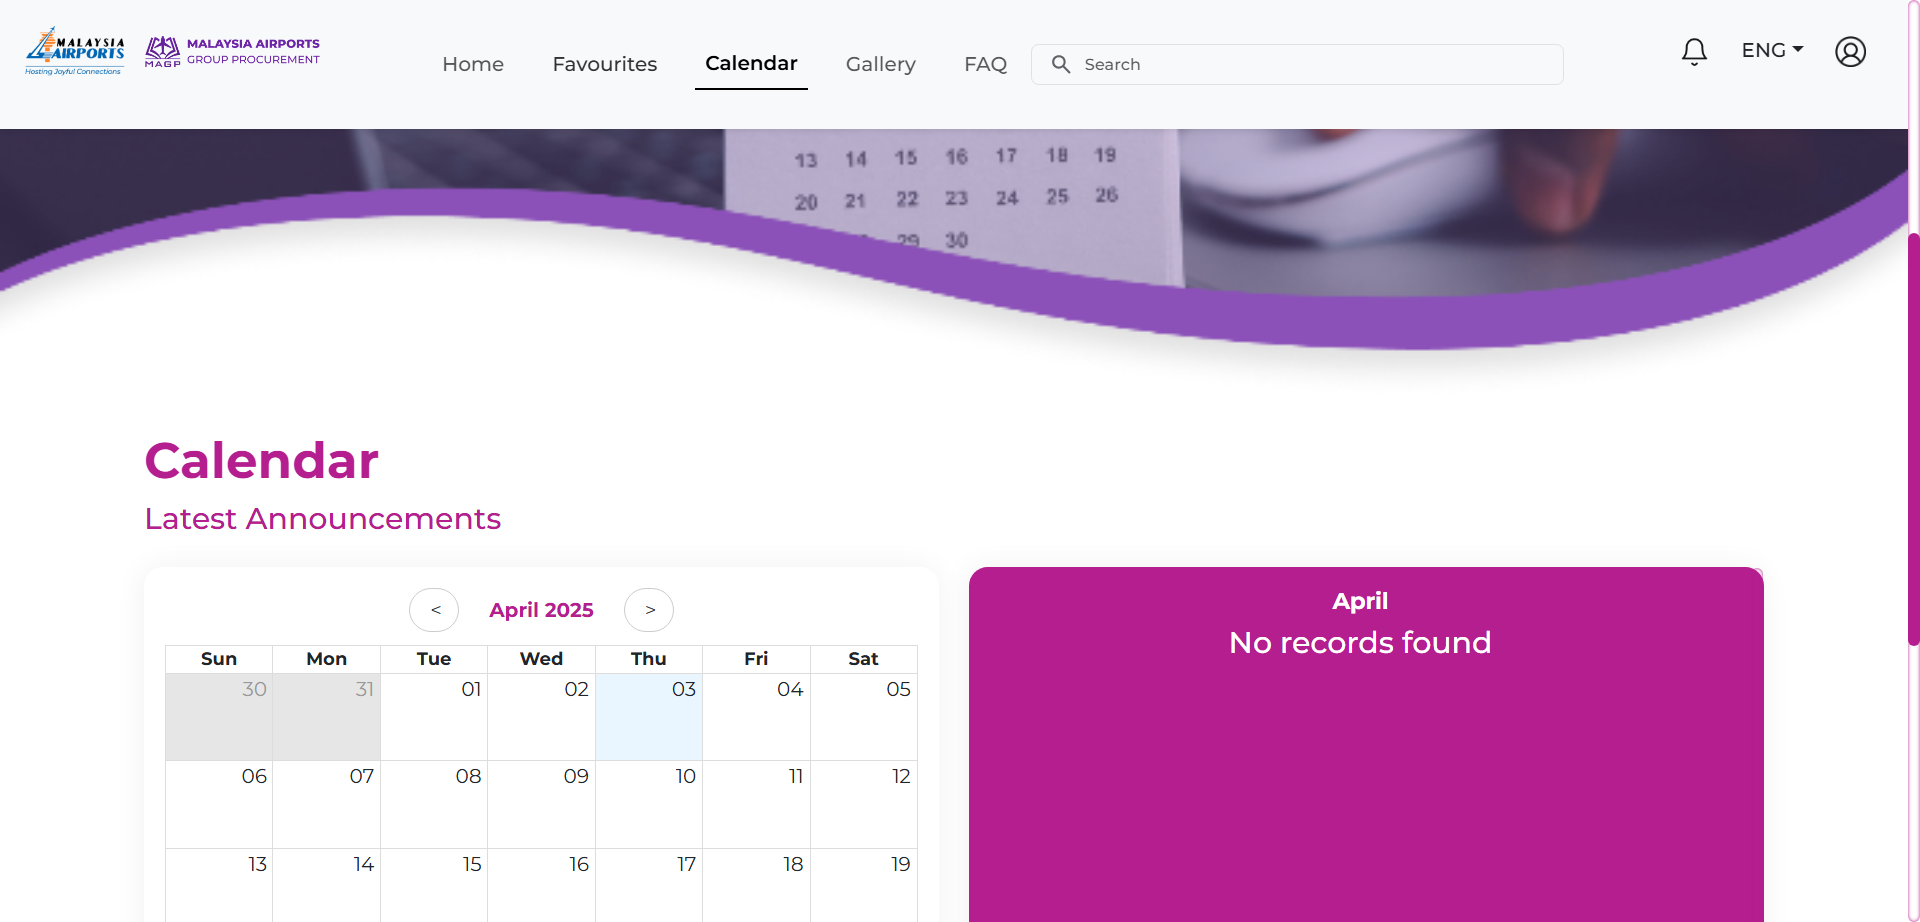 MALAYSIA
AIRPORTS
Hosting Joyful Connections
MAGP
MALAYSIA AIRPORTS
GROUP PROCUREMENT
Home Favourites Calendar Gallery FAQ Search ENG
13 14 15 16 17 18 19
20 21 22 23 24 25 26
29 30
Calendar
Latest Announcements
< April 2025 >
Sun Mon Tue Wed Thu Fri Sat
30 31 01 02 03 04 05
06 07 08 09 10 11 12
13 14 15 16 17 18 19
April
No records found